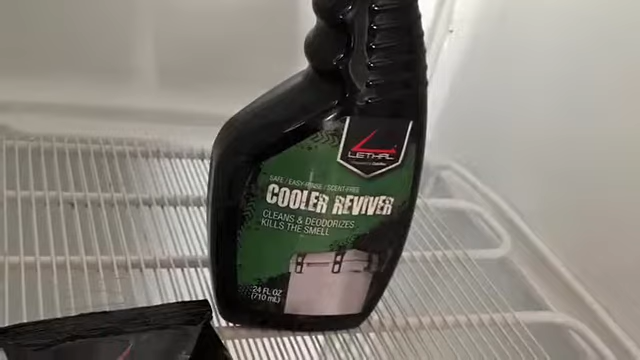 LETHAL
SAFE / EASY-RINSE / SCENT-FREE
COOLER REVIVER
CLEANS & DEODORIZES
KILLS THE SMELL
24 FL OZ
(710 mL)